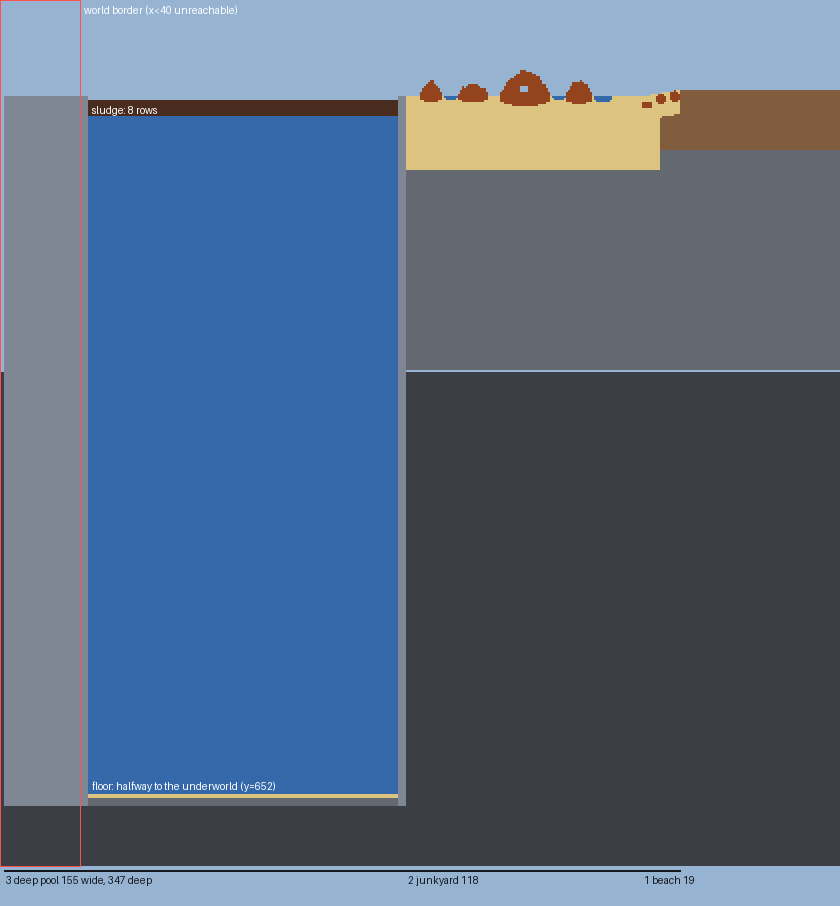 world border (x<40 unreachable)
sludge: 8 rows
floor: halfway to the underworld (y=652)
3 deep pool 155 wide, 347 deep
2 junkyard 118
1 beach 19